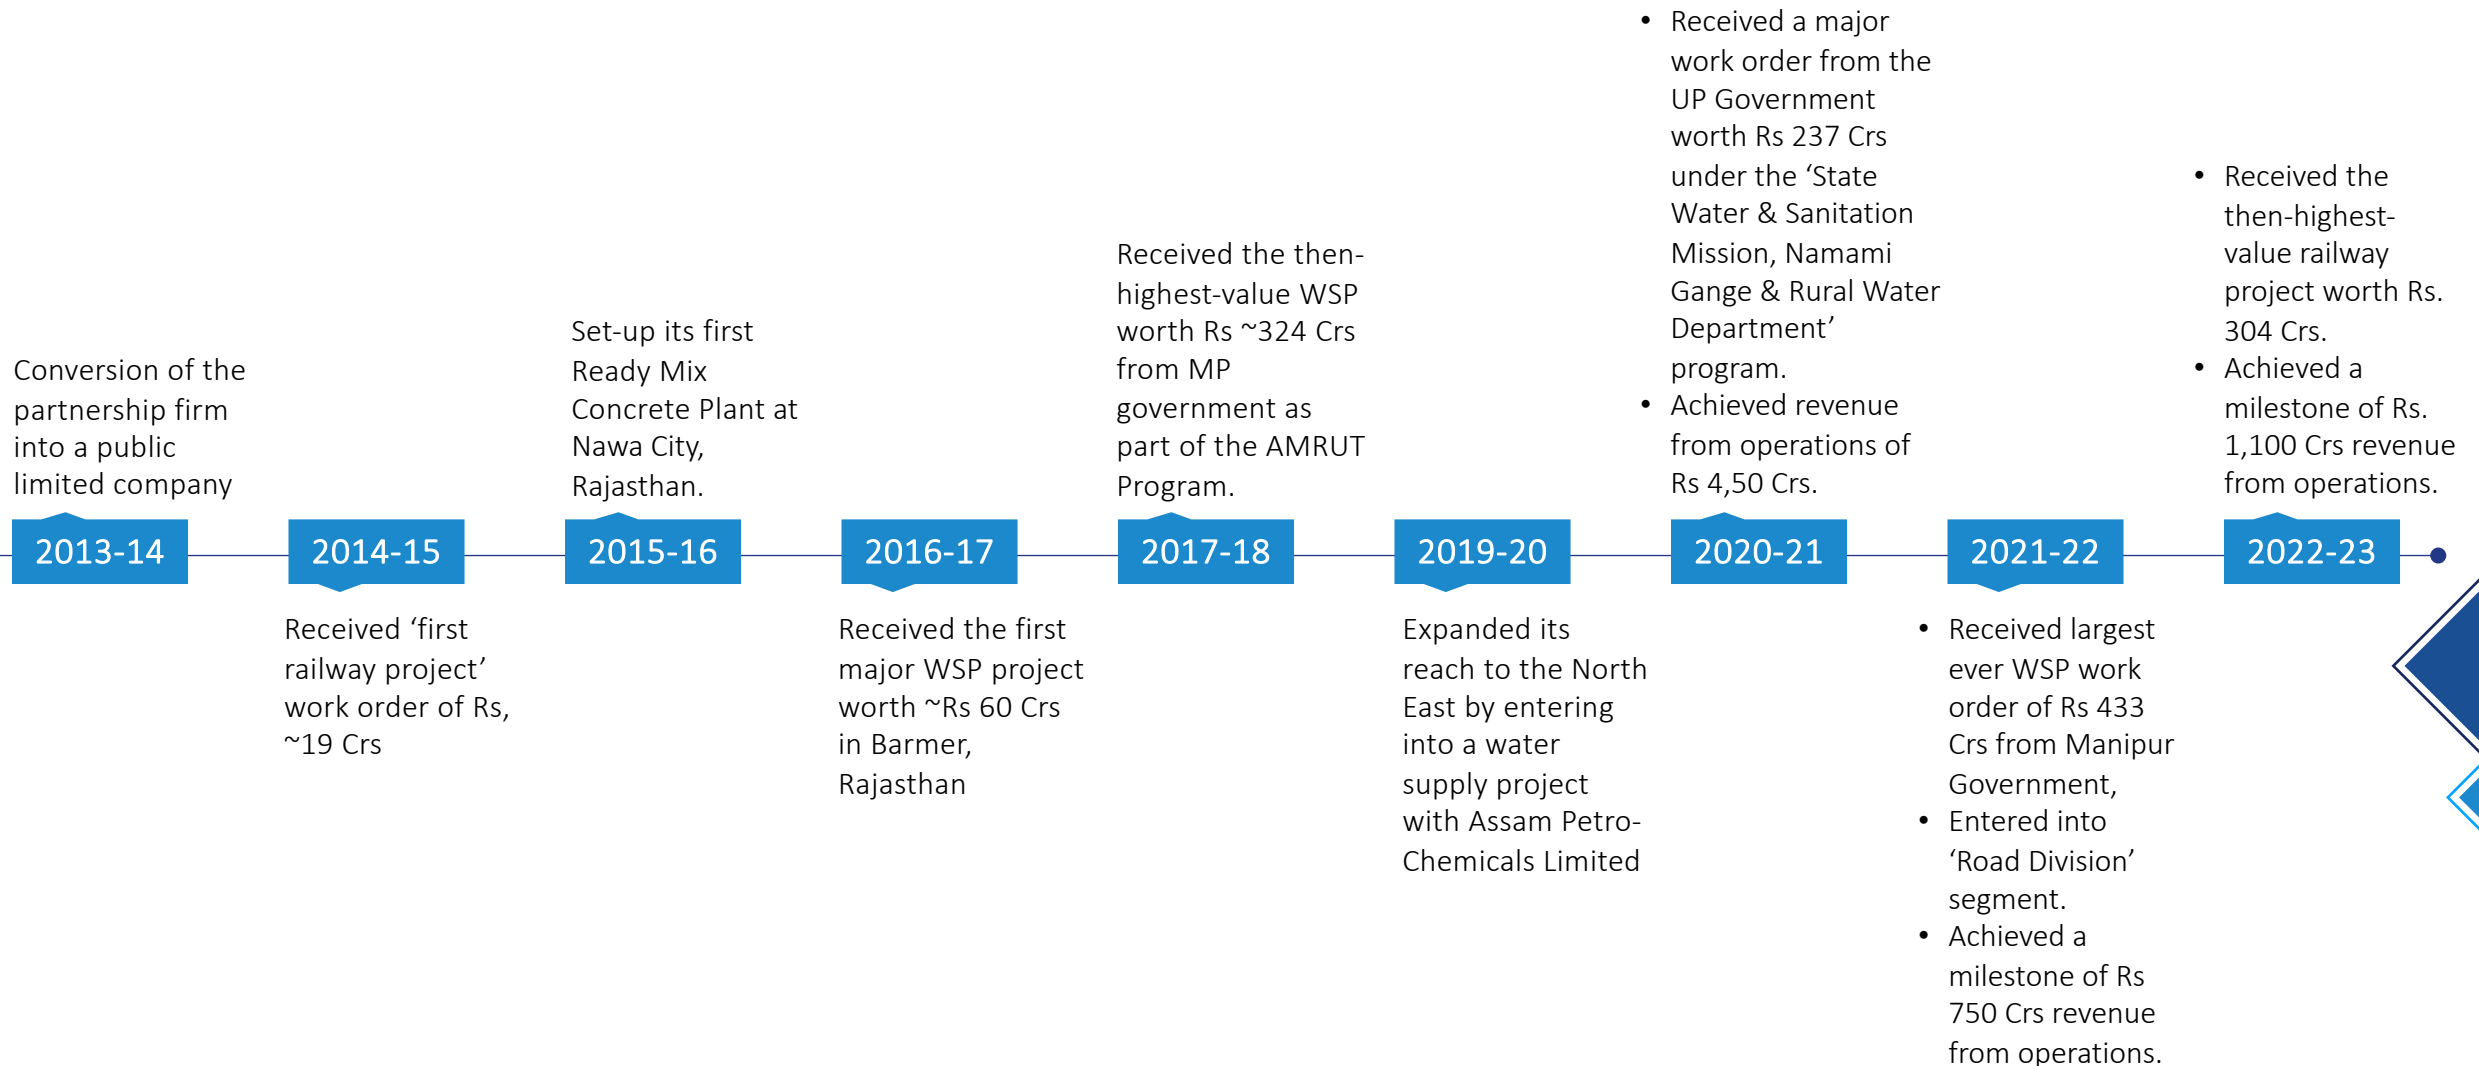 Conversion of the
partnership firm
into a public
limited company
2013-14
2014-15
Received ‘first
railway project’
work order of Rs,
~19 Crs
Set-up its first
Ready Mix
Concrete Plant at
Nawa City,
Rajasthan.
2015-16
2016-17
Received the first
major WSP project
worth ~Rs 60 Crs
in Barmer,
Rajasthan
Received the then-
highest-value WSP
worth Rs ~324 Crs
from MP
government as
part of the AMRUT
Program.
2017-18
2019-20
Expanded its
reach to the North
East by entering
into a water
supply project
with Assam Petro-
Chemicals Limited
• Received a major
work order from the
UP Government
worth Rs 237 Crs
under the ‘State
Water & Sanitation
Mission, Namami
Gange & Rural Water
Department’
program.
• Achieved revenue
from operations of
Rs 4,50 Crs.
2020-21
2021-22
• Received largest
ever WSP work
order of Rs 433
Crs from Manipur
Government,
• Entered into
‘Road Division’
segment.
• Achieved a
milestone of Rs
750 Crs revenue
from operations.
• Received the
then-highest-
value railway
project worth Rs.
304 Crs.
• Achieved a
milestone of Rs.
1,100 Crs revenue
from operations.
2022-23